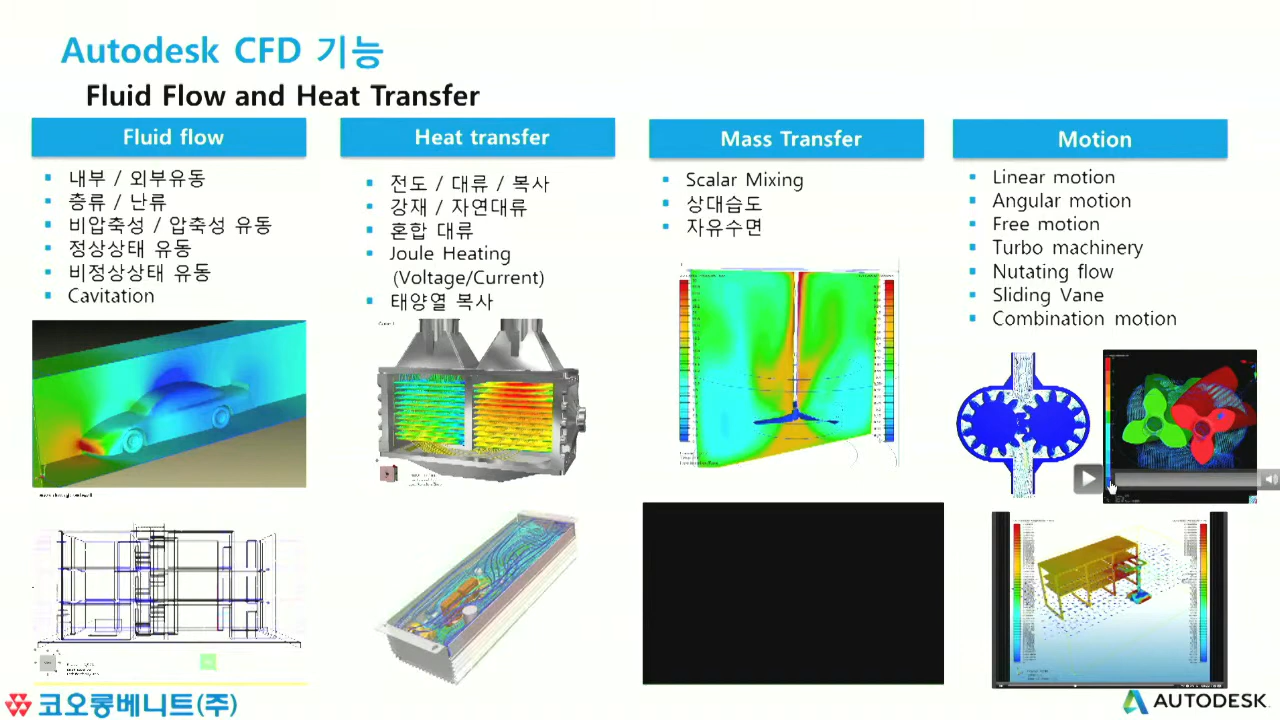 Autodesk CFD 기능
Fluid Flow and Heat Transfer
Fluid flow
내부 / 외부유동
층류 / 난류
비압축성 / 압축성 유동
정상상태 유동
비정상상태 유동
Cavitation
Heat transfer
전도 / 대류 / 복사
강재 / 자연대류
혼합 대류
Joule Heating
(Voltage/Current)
태양열 복사
Mass Transfer
Scalar Mixing
상대습도
자유수면
Motion
Linear motion
Angular motion
Free motion
Turbo machinery
Nutating flow
Sliding Vane
Combination motion
코오롱베니트(주)
AUTODESK